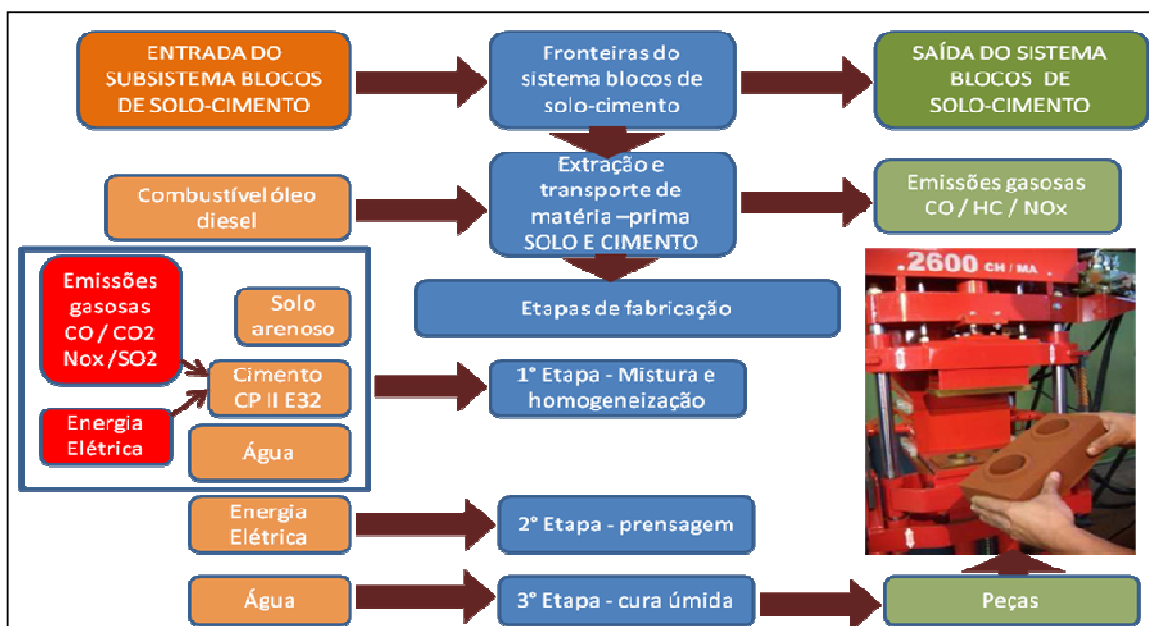 ENTRADA DO
SUBSISTEMA BLOCOS
DE SOLO-CIMENTO
Fronteiras do
sistema blocos de
solo-cimento
SAÍDA DO SISTEMA
BLOCOS DE
SOLO-CIMENTO
Combustível óleo
diesel
Extração e
transporte de
matéria –prima
SOLO E CIMENTO
Emissões gasosas
CO / HC / NOx
Etapas de fabricação
Emissões
gasosas
CO / CO2
Nox /SO2
Solo
arenoso
Cimento
CP II E32
Energia
Elétrica
Água
1° Etapa - Mistura e
homogeneização
.2600 CH / MA .
Energia
Elétrica
2° Etapa - prensagem
Água
3° Etapa - cura úmida
Peças